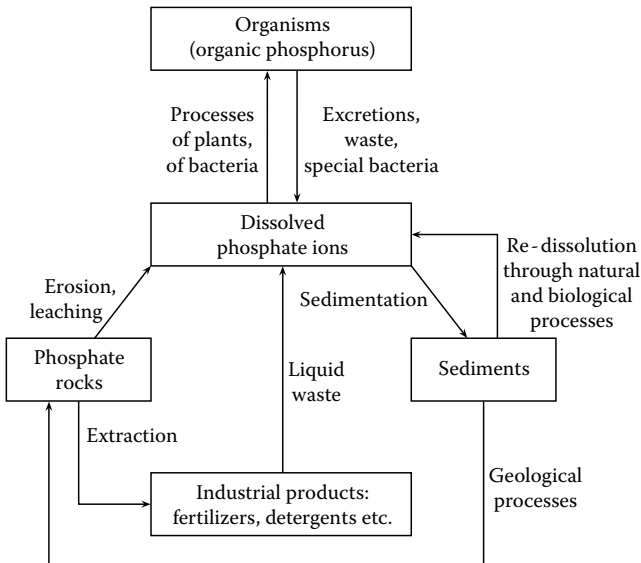 Organisms
(organic phosphorus)
Processes
of plants,
of bacteria
Excretions,
waste,
special bacteria
Dissolved
phosphate ions
Re-dissolution
through natural
and biological
processes
Erosion,
leaching
Sedimentation
Phosphate
rocks
Liquid
waste
Sediments
Extraction
Industrial products:
fertilizers, detergents etc.
Geological
processes